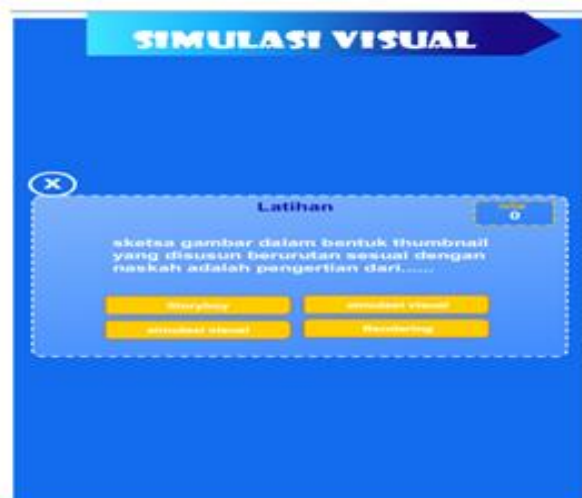 SIMULASI VISUAL
X
Latihan
0
sketsa gambar dalam bentuk thumbnail
yang disusun berurutan sesuai dengan
naskah adalah pengertian dari......
simulasi visual
simulasi visual
Rendering